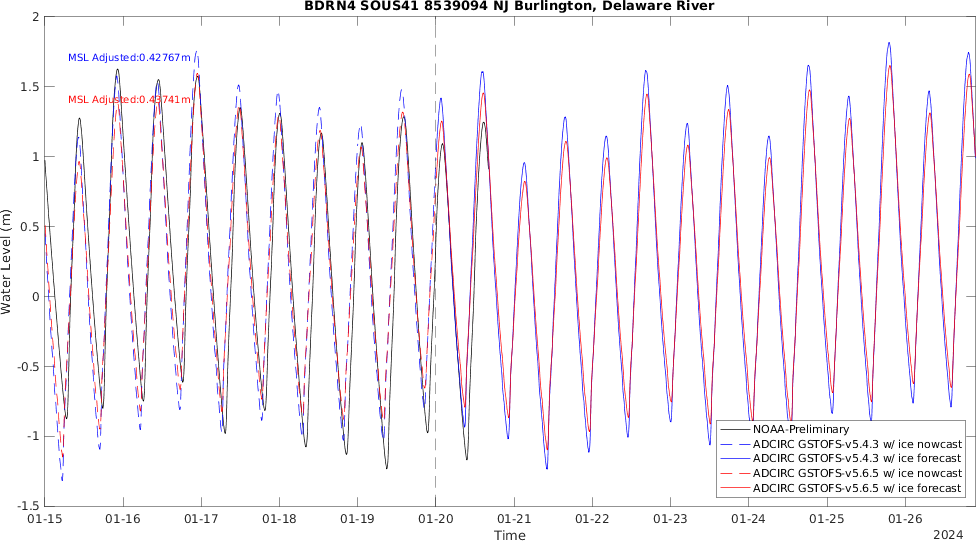 BDRN4 SOUS41 8539094 NJ Burlington, Delaware River
2
1.5
1
0.5
0
-0.5
-1
-1.5
Water Level (m)
MSL Adjusted:0.42767m
MSL Adjusted:0.43741m
NOAA-Preliminary
ADCIRC GSTOFS-v5.4.3 w/ ice nowcast
ADCIRC GSTOFS-v5.4.3 w/ ice forecast
ADCIRC GSTOFS-v5.6.5 w/ ice nowcast
ADCIRC GSTOFS-v5.6.5 w/ ice forecast
01-15 01-16 01-17 01-18 01-19 01-20 01-21 01-22 01-23 01-24 01-25 01-26
Time
2024